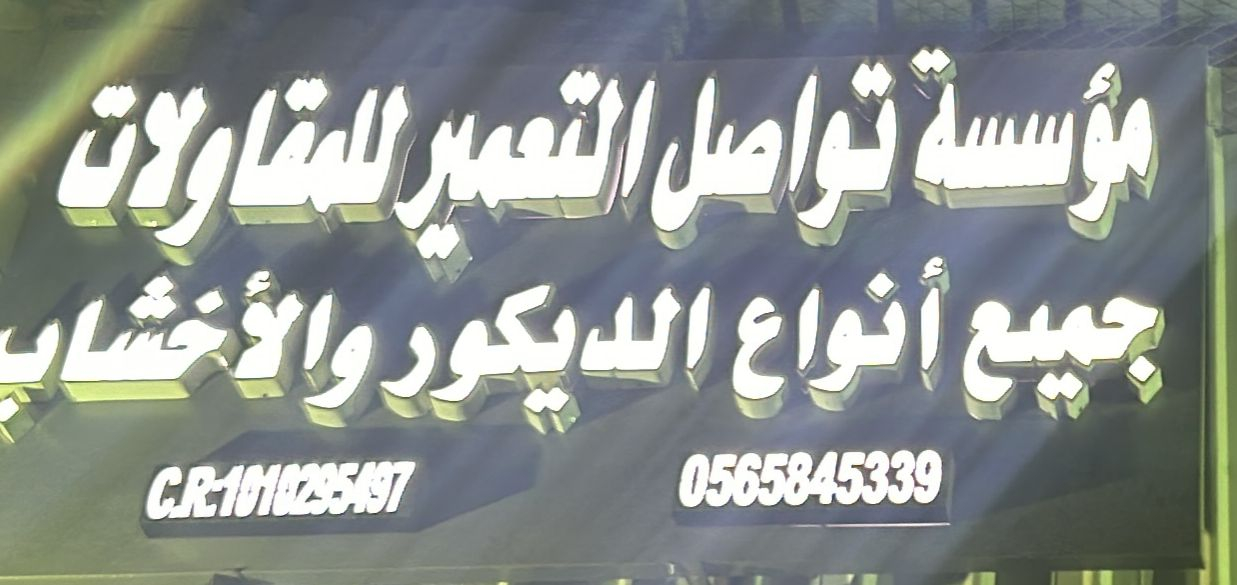 مؤسسة تواصل التعمير للمقاولات
جميع أنواع الديكور والأخشاب
0565845339
C.R:1010295497